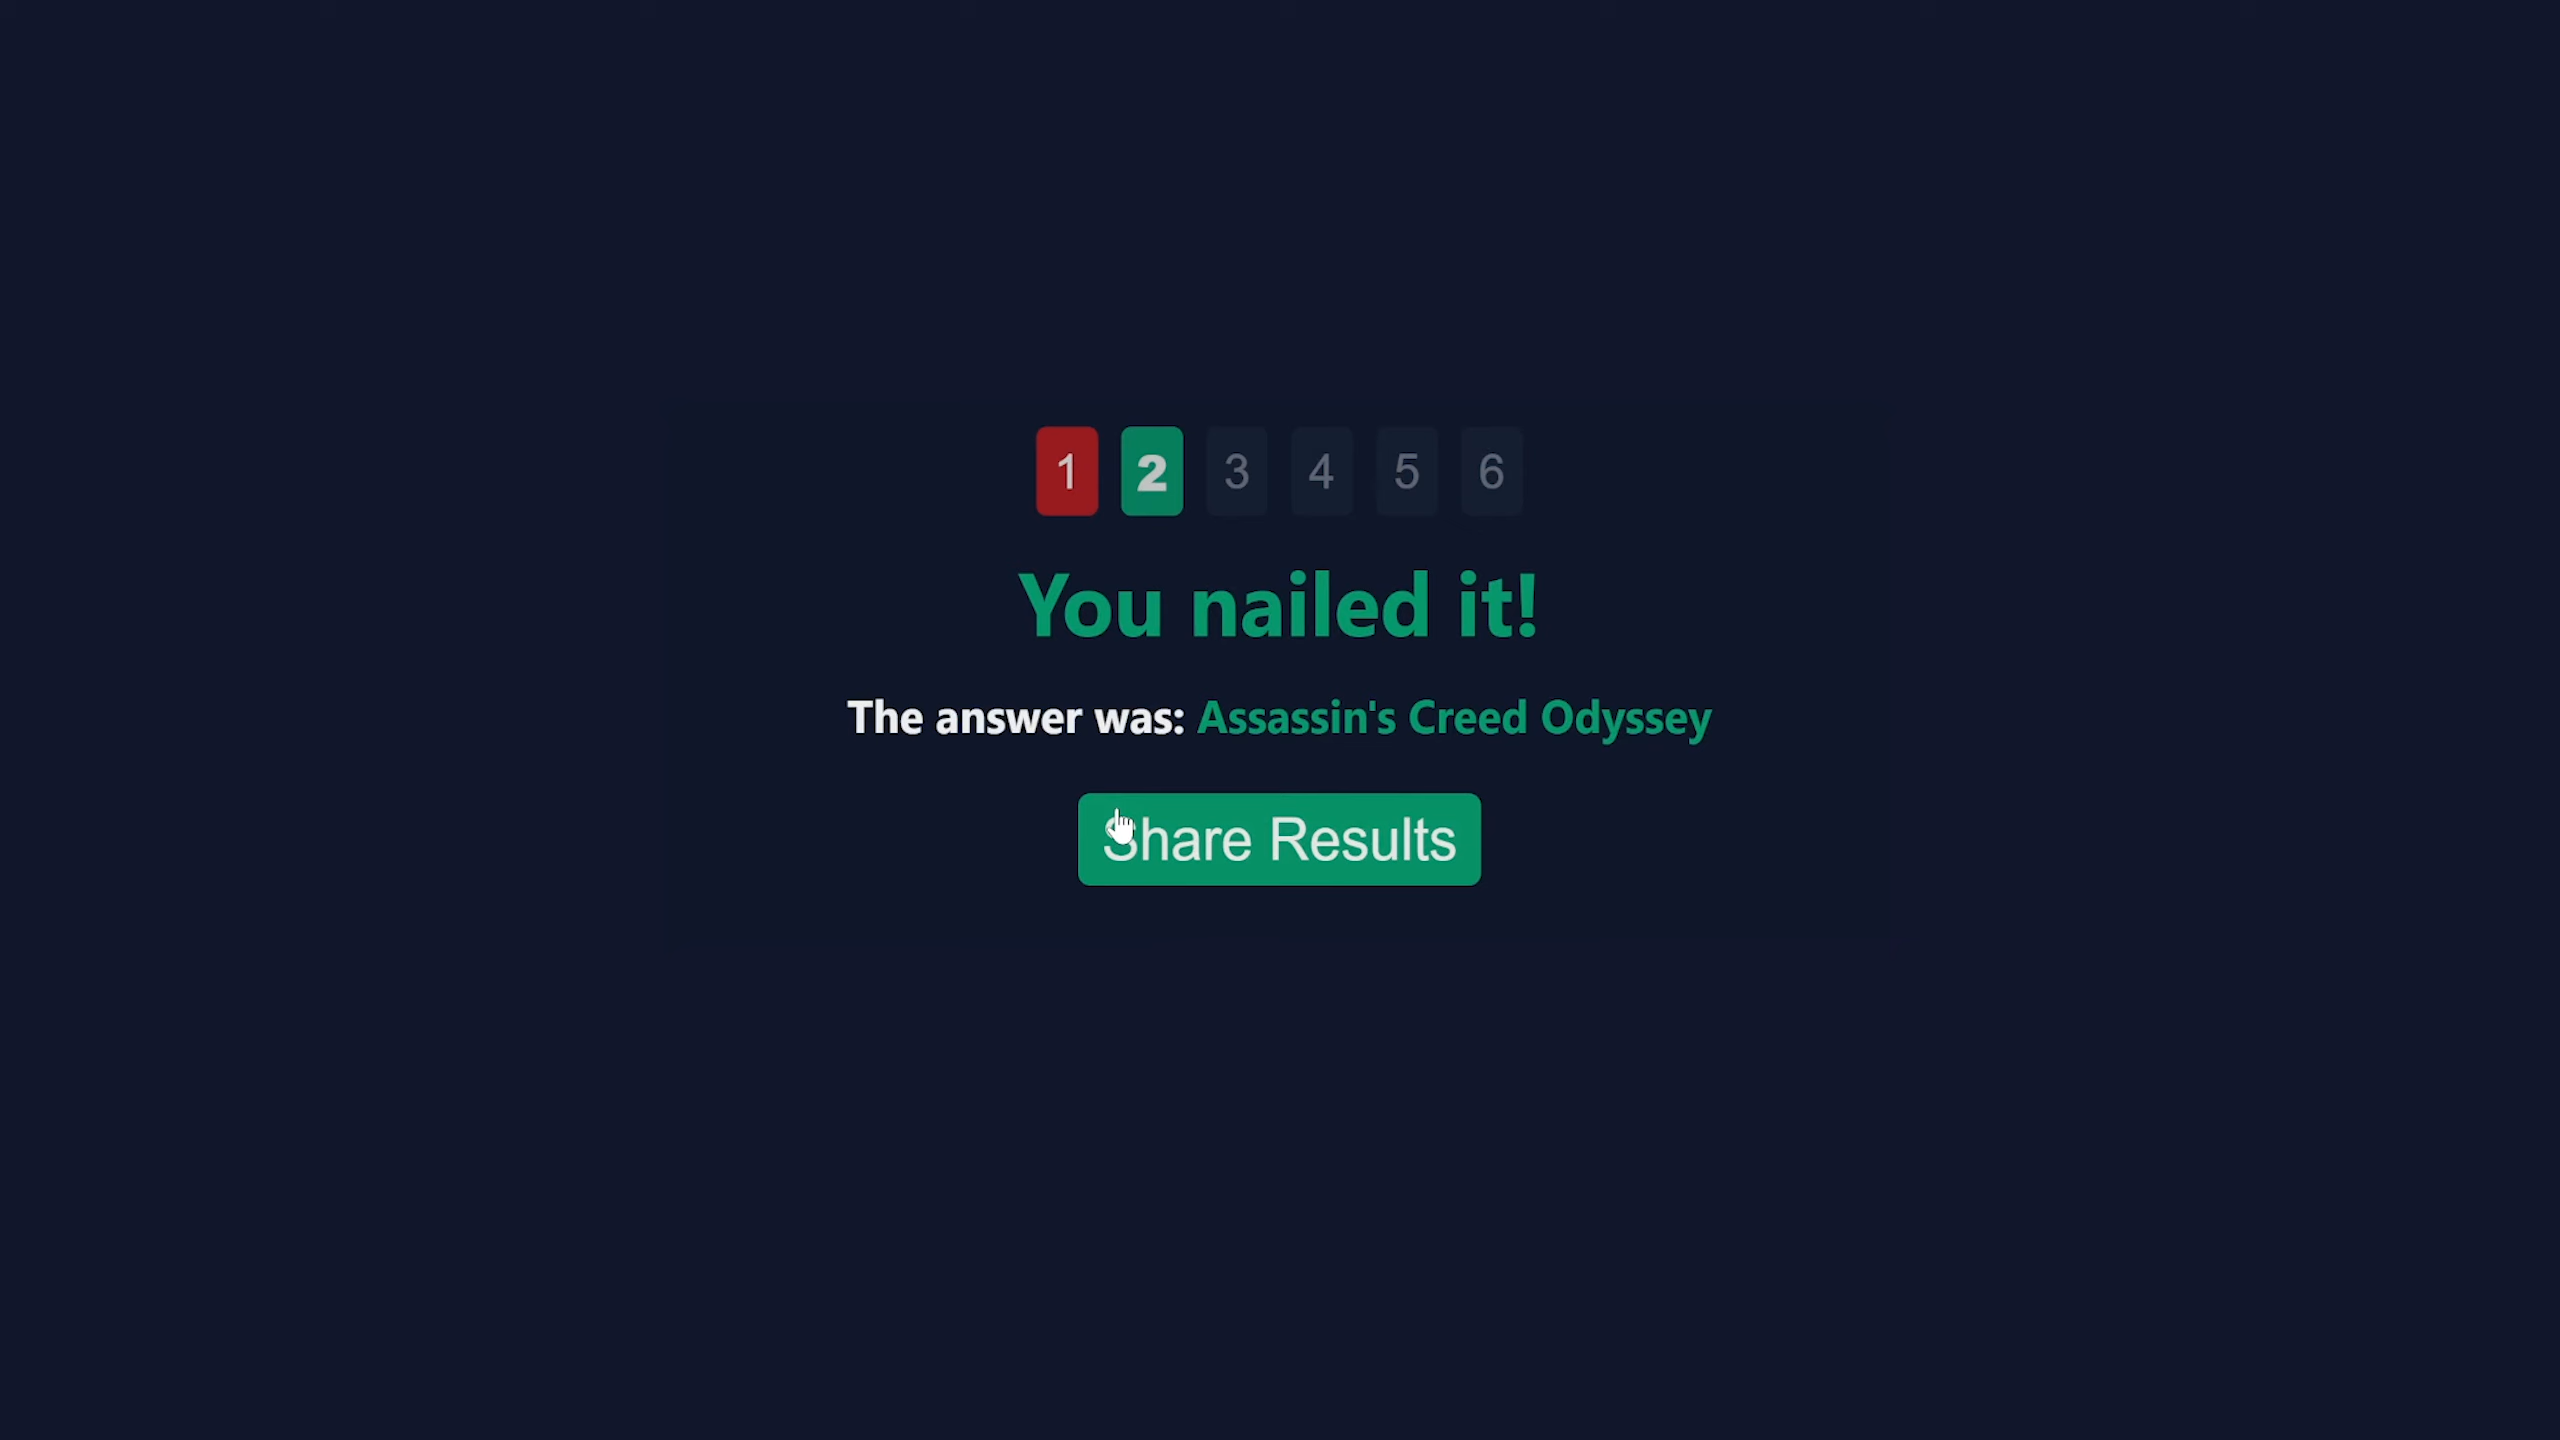 1 2 3 4 5 6
You nailed it!
The answer was: Assassin's Creed Odyssey
Share Results